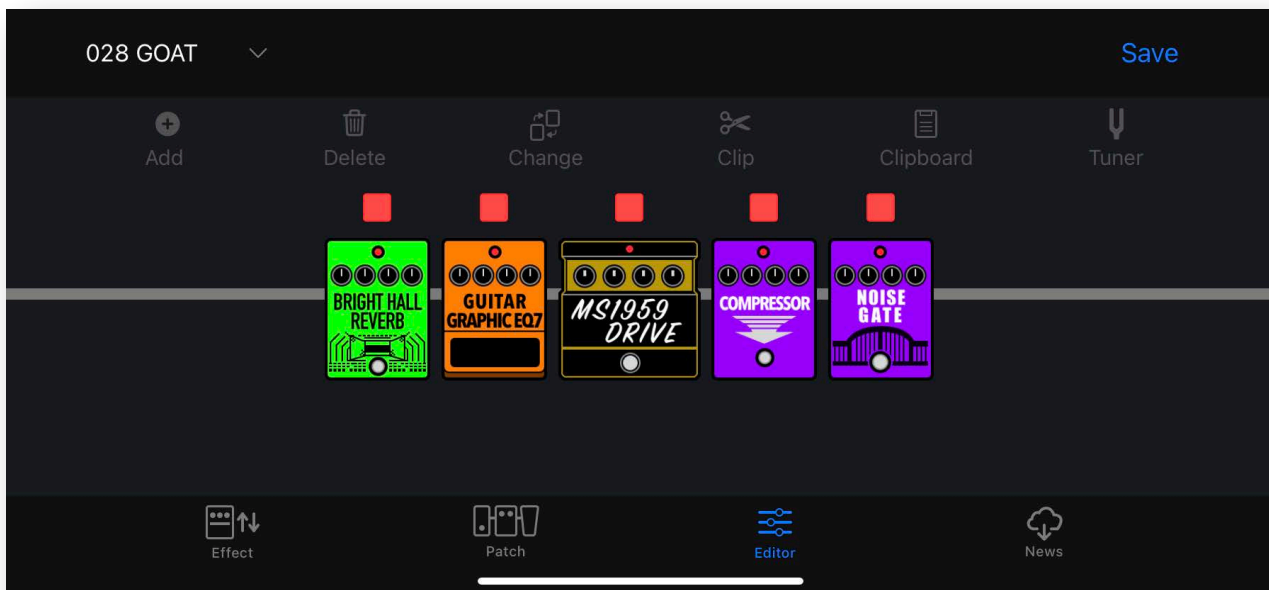 028 GOAT
Save
Add
Delete
Change
Clip
Clipboard
Tuner
BRIGHT HALL
REVERB
GUITAR
GRAPHIC EQ7
MS1959
DRIVE
COMPRESSOR
NOISE
GATE
Effect
Patch
Editor
News